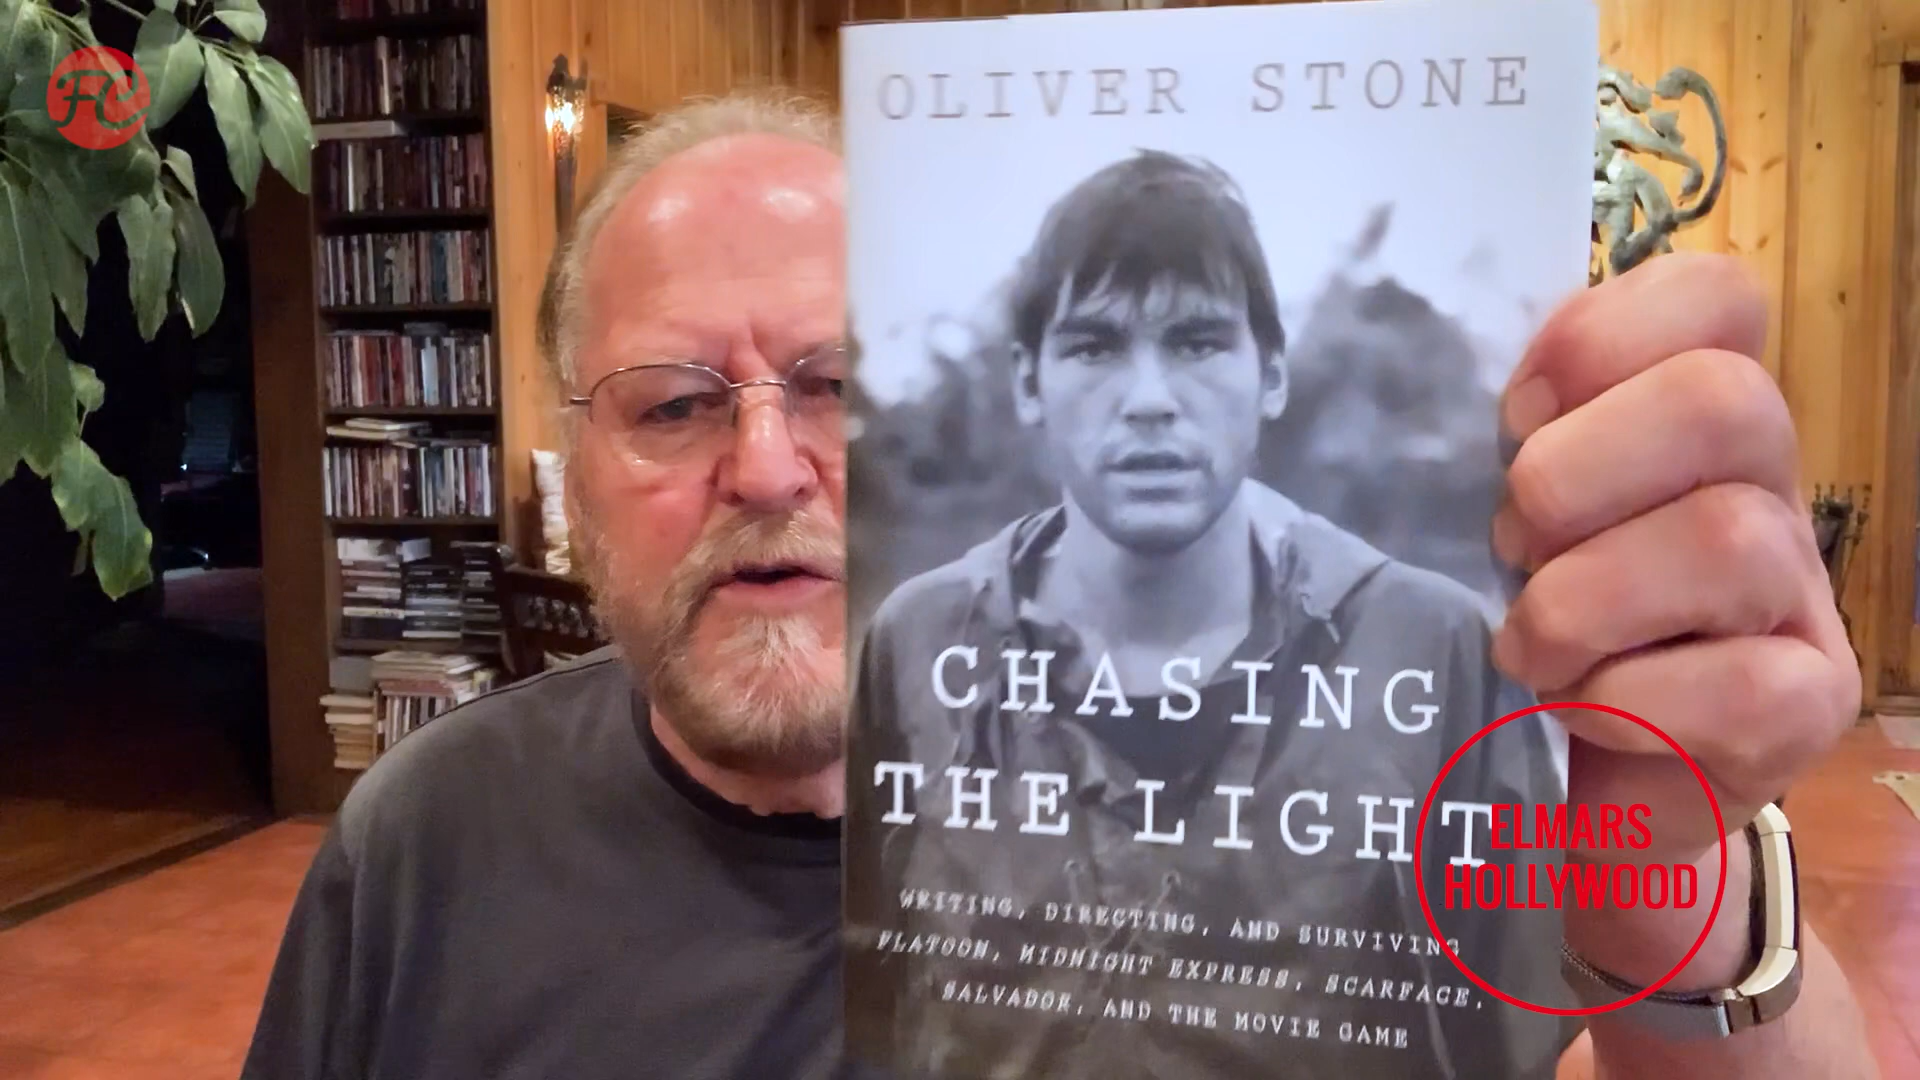 FC
OLIVER STONE
CHASING
THE LIGHT
WRITING, DIRECTING, AND SURVIVING
PLATOON, MIDNIGHT EXPRESS, SCARFACE,
SALVADOR, AND THE MOVIE GAME
ELMARS
HOLLYWOOD